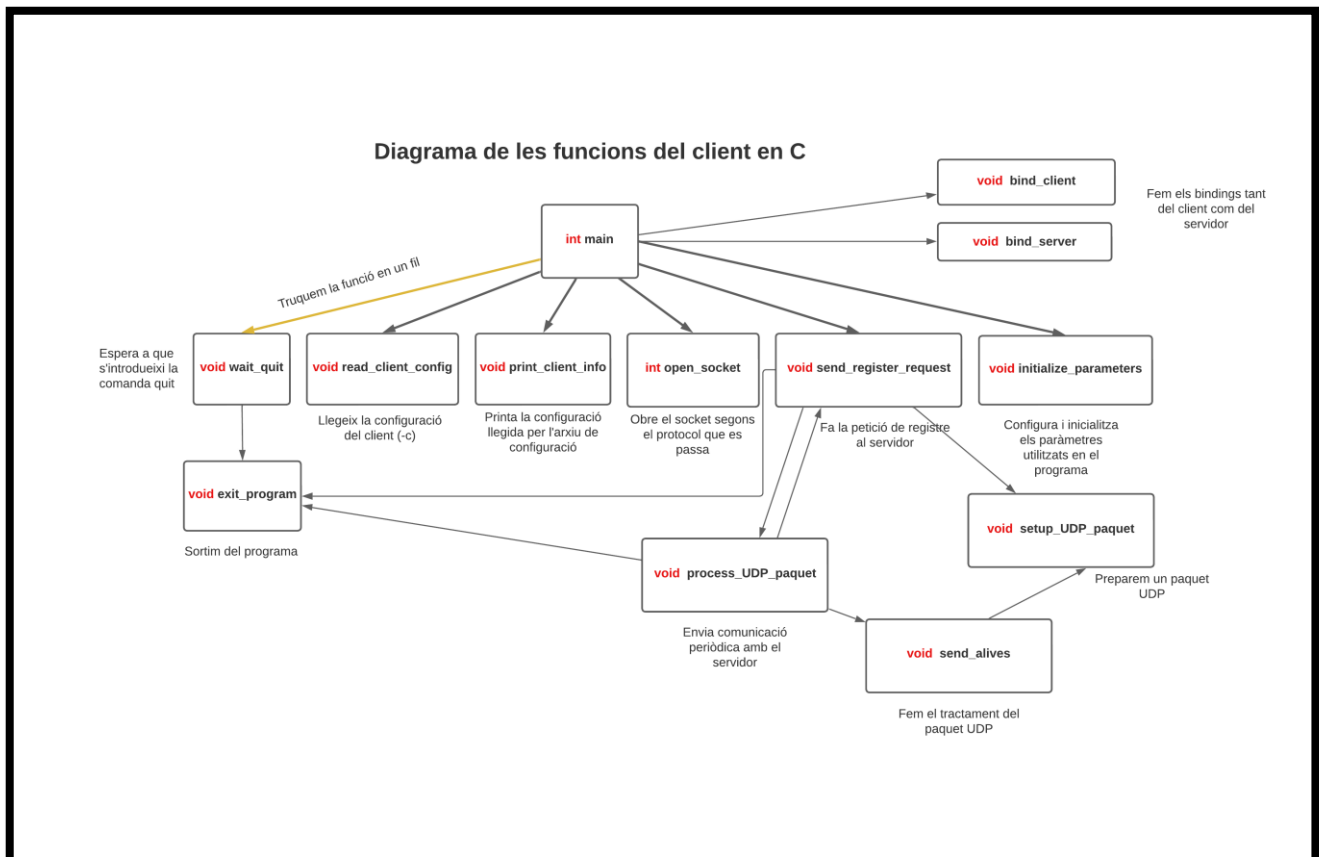 Diagrama de les funcions del client en C
void bind_client
Fem els bindings tant
del client com del
servidor
int main
void bind_server
Truquem la funció en un fil
Espera a que
s'introdueixi la
comanda quit
void wait_quit
void read_client_config
void print_client_info
int open_socket
void send_register_request
void initialize_parameters
Llegeix la configuració
del client (-c)
Printa la configuració
llegida per l'arxiu de
configuració
Obre el socket segons
el protocol que es
passa
Fa la petició de registre
al servidor
Configura i inicialitza
els paràmetres
utilitzats en el
programa
void exit_program
Sortim del programa
void setup_UDP_paquet
Preparem un paquet
UDP
void process_UDP_paquet
Envia comunicació
periòdica amb el
servidor
void send_alives
Fem el tractament del
paquet UDP